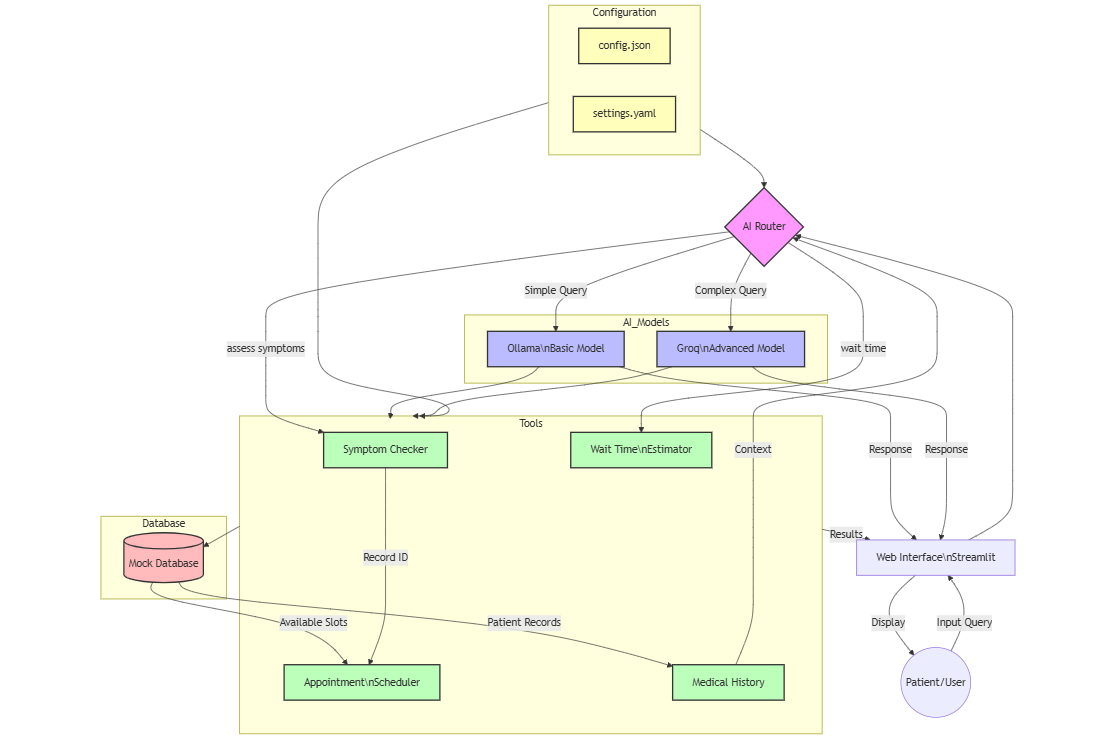 Configuration
config.json
settings.yaml
AI Router
Simple Query
Complex Query
AI_Models
Ollama\nBasic Model
Groq\nAdvanced Model
assess symptoms
wait time
Tools
Symptom Checker
Wait Time\nEstimator
Context
Response
Response
Database
Mock Database
Results
Record ID
Web Interface\nStreamlit
Available Slots
Patient Records
Display
Input Query
Appointment\nScheduler
Medical History
Patient/User